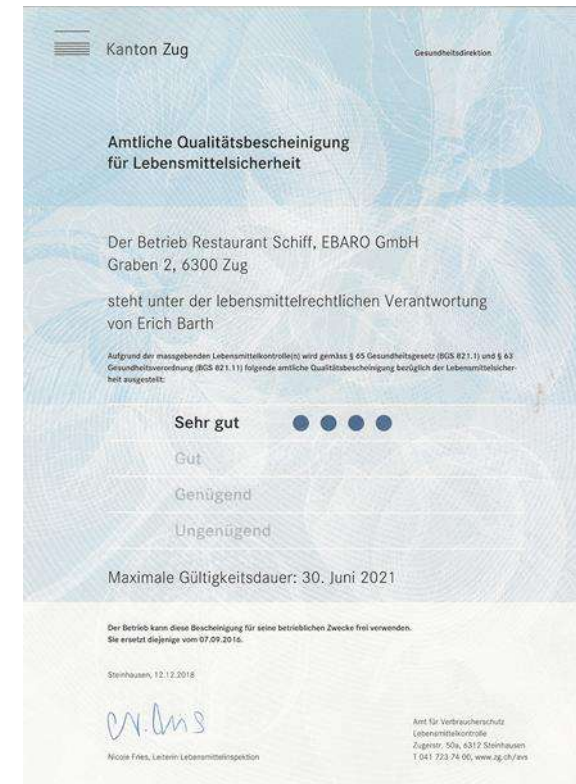 Kanton Zug
Gesundheitsdirektion
Amtliche Qualitätsbescheinigung
für Lebensmittelsicherheit
Der Betrieb Restaurant Schiff, EBARO GmbH
Graben 2, 6300 Zug
steht unter der lebensmittelrechtlichen Verantwortung
von Erich Barth
Aufgrund der massgebenden Lebensmittelkontrolle(n) wird gemäss § 65 Gesundheitsgesetz (BGS 821.1) und § 63
Gesundheitsverordnung (BGS 821.11) folgende amtliche Qualitätsbescheinigung bezüglich der Lebensmittelsicher-
heit ausgestellt:
Sehr gut
Gut
Genügend
Ungenügend
Maximale Gültigkeitsdauer: 30. Juni 2021
Der Betrieb kann diese Bescheinigung für seine betrieblichen Zwecke frei verwenden.
Sie ersetzt diejenige vom 07.09.2016.
Steinhausen, 12.12.2018
Nicole Fries, Leiterin Lebensmittelinspektion
Amt für Verbraucherschutz
Lebensmittelkontrolle
Zugerstr. 50a, 6312 Steinhausen
T 041 723 74 00, www.zg.ch/avs